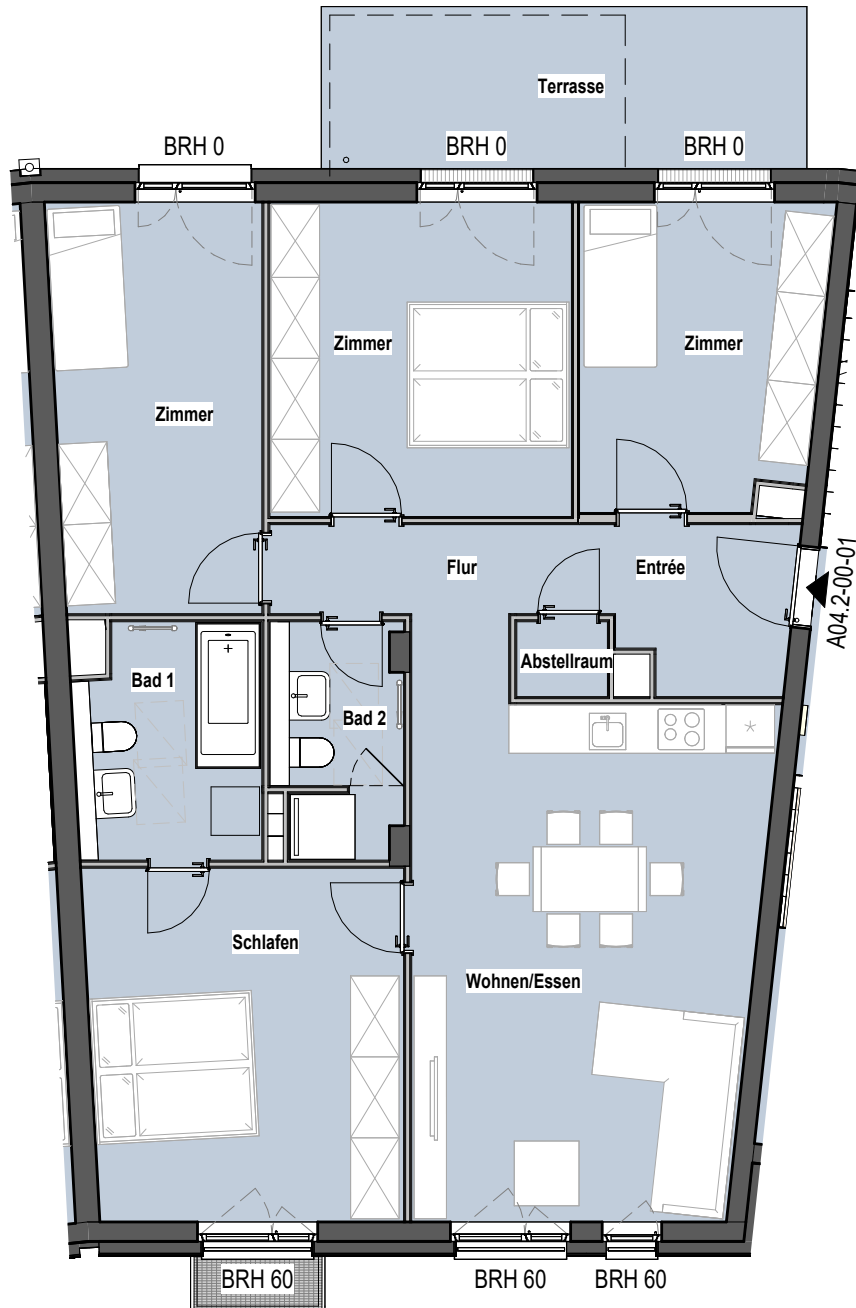 Terrasse
BRH 0
BRH 0
BRH 0
Zimmer
Zimmer
Zimmer
Flur
Entrée
A04.2-00-01
Abstellraum
Bad 1
Bad 2
Schlafen
Wohnen/Essen
BRH 60
BRH 60
BRH 60